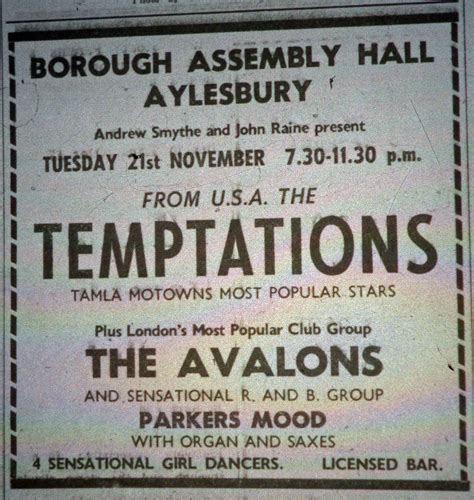 BOROUGH ASSEMBLY HALL
AYLESBURY
Andrew Smythe and John Raine present
TUESDAY 21st NOVEMBER 7.30-11.30 p.m.
FROM U.S.A. THE
TEMPTATIONS
TAMLA MOTOWNS MOST POPULAR STARS
Plus London's Most Popular Club Group
THE AVALONS
AND SENSATIONAL R. AND B. GROUP
PARKERS MOOD
WITH ORGAN AND SAXES
4 SENSATIONAL GIRL DANCERS. LICENSED BAR.